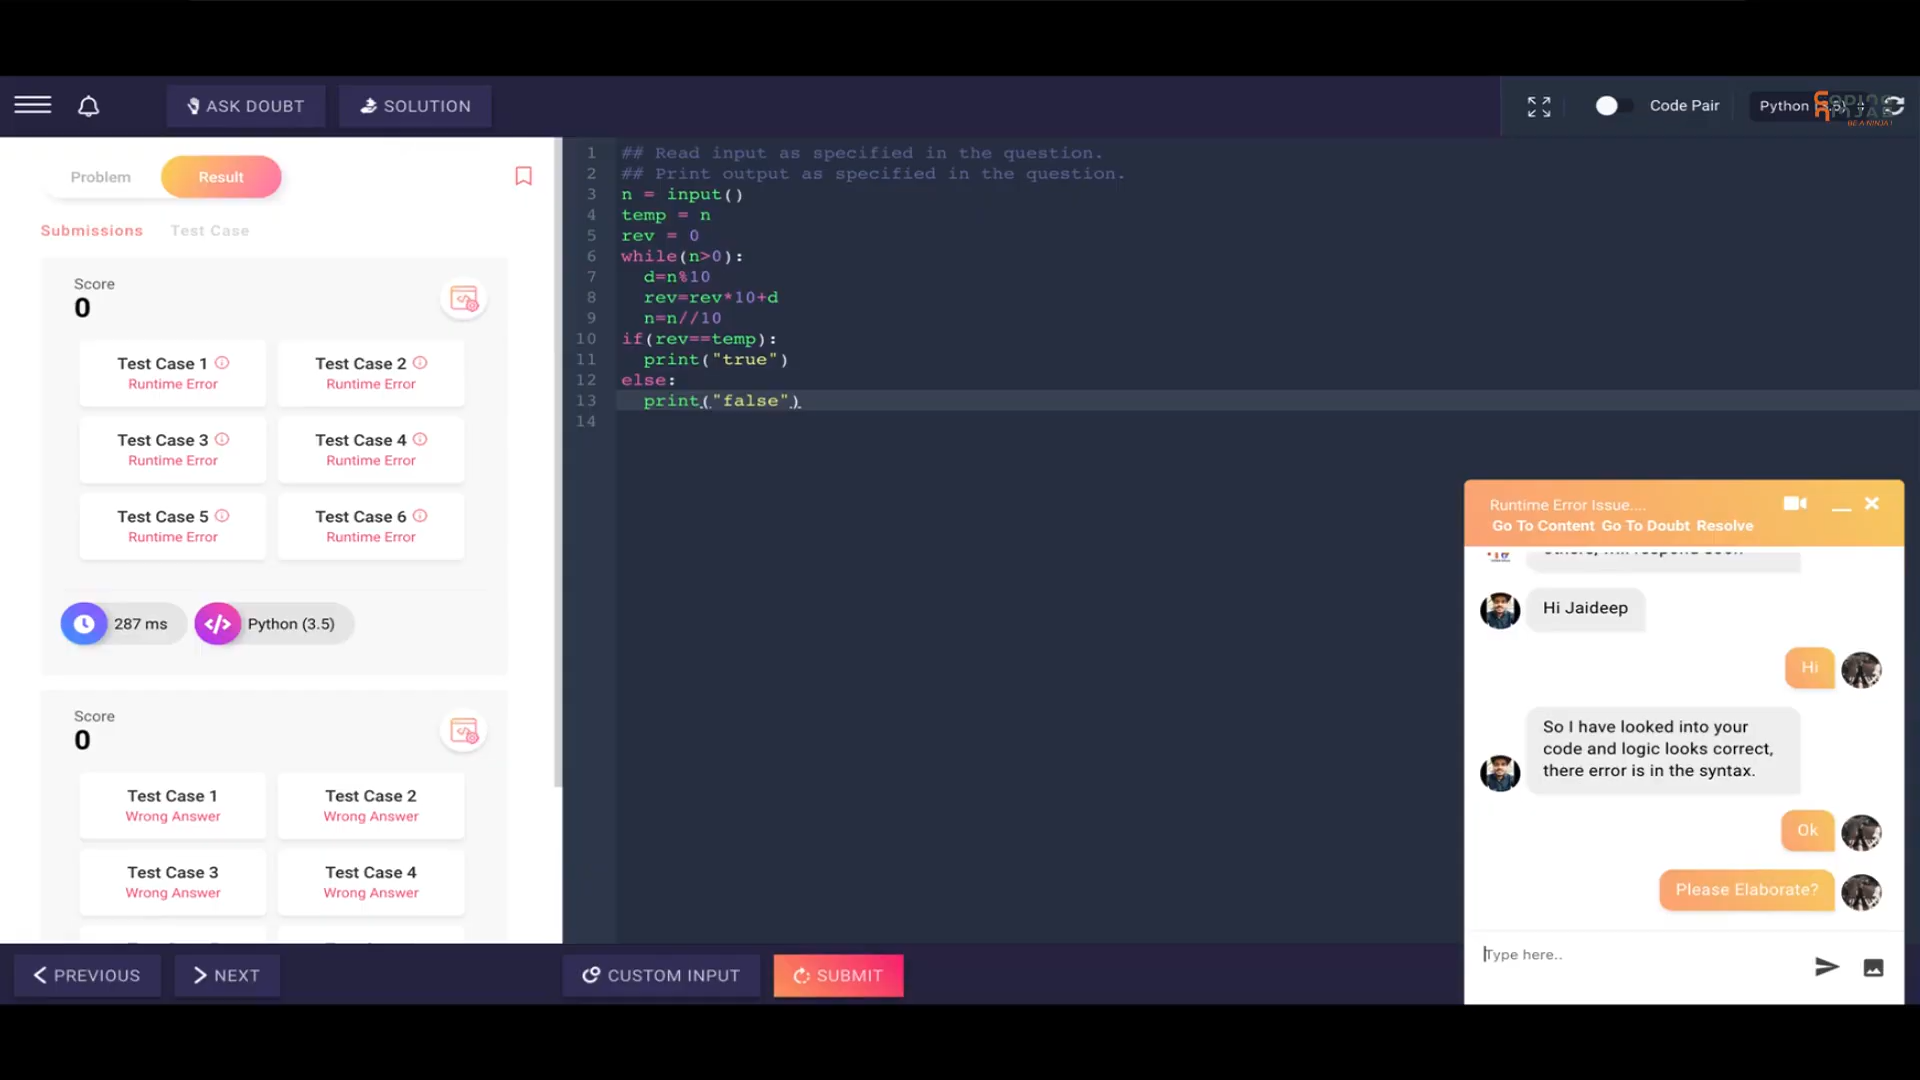 ASK DOUBT
SOLUTION
Code Pair
Python (3.5)
CODING NINJAS
BE A NINJA!
Problem
Result
Submissions
Test Case
Score
0
Test Case 1
Runtime Error
Test Case 2
Runtime Error
Test Case 3
Runtime Error
Test Case 4
Runtime Error
Test Case 5
Runtime Error
Test Case 6
Runtime Error
287 ms
Python (3.5)
Score
0
Test Case 1
Wrong Answer
Test Case 2
Wrong Answer
Test Case 3
Wrong Answer
Test Case 4
Wrong Answer
1 ## Read input as specified in the question.
2 ## Print output as specified in the question.
3 n = input()
4 temp = n
5 rev = 0
6 while(n>0):
7 d=n%10
8 rev=rev*10+d
9 n=n//10
10 if(rev==temp):
11 print("true")
12 else:
13 print("false")
14
Runtime Error Issue....
Go To Content Go To Doubt Resolve
Hi Jaideep
Hi
So I have looked into your
code and logic looks correct,
there error is in the syntax.
Ok
Please Elaborate?
Type here..
PREVIOUS
NEXT
CUSTOM INPUT
SUBMIT